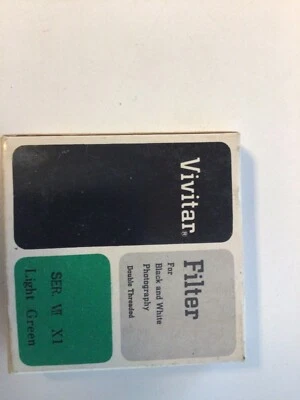 Vivitar®
Filter
For
Black and White
Photography
Double Threaded
SER. VI X1
Light Green